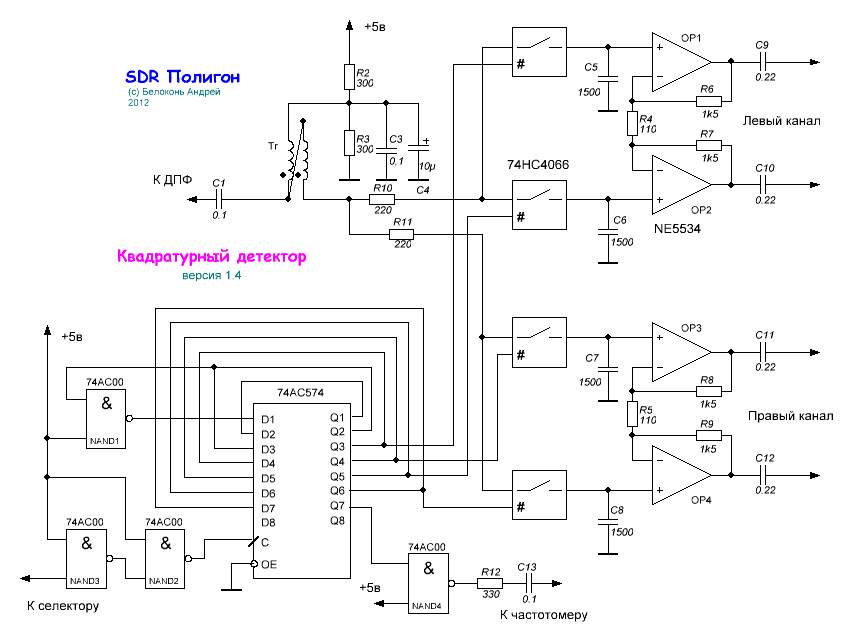 +5в
SDR Полигон
(c) Белоконь Андрей
2012
R2
300
R3
300
C3
0,1
+
10µ
C4
Tr
К ДПФ
C1
0.1
R10
220
R11
220
Квадратурный детектор
версия 1.4
#
C5
1500
+
−
OP1
C9
0.22
R6
1k5
R4
110
Левый канал
R7
1k5
74HC4066
#
C6
1500
−
+
OP2
C10
0.22
NE5534
#
C7
1500
+
−
OP3
C11
0.22
R8
1k5
R5
110
Правый канал
R9
1k5
#
C8
1500
−
+
OP4
C12
0.22
+5в
74AC00
&
NAND1
74AC574
D1
D2
D3
D4
D5
D6
D7
D8
C
OE
Q1
Q2
Q3
Q4
Q5
Q6
Q7
Q8
74AC00
&
NAND3
74AC00
&
NAND2
К селектору
+5в
74AC00
&
NAND4
R12
330
C13
0.1
К частотомеру